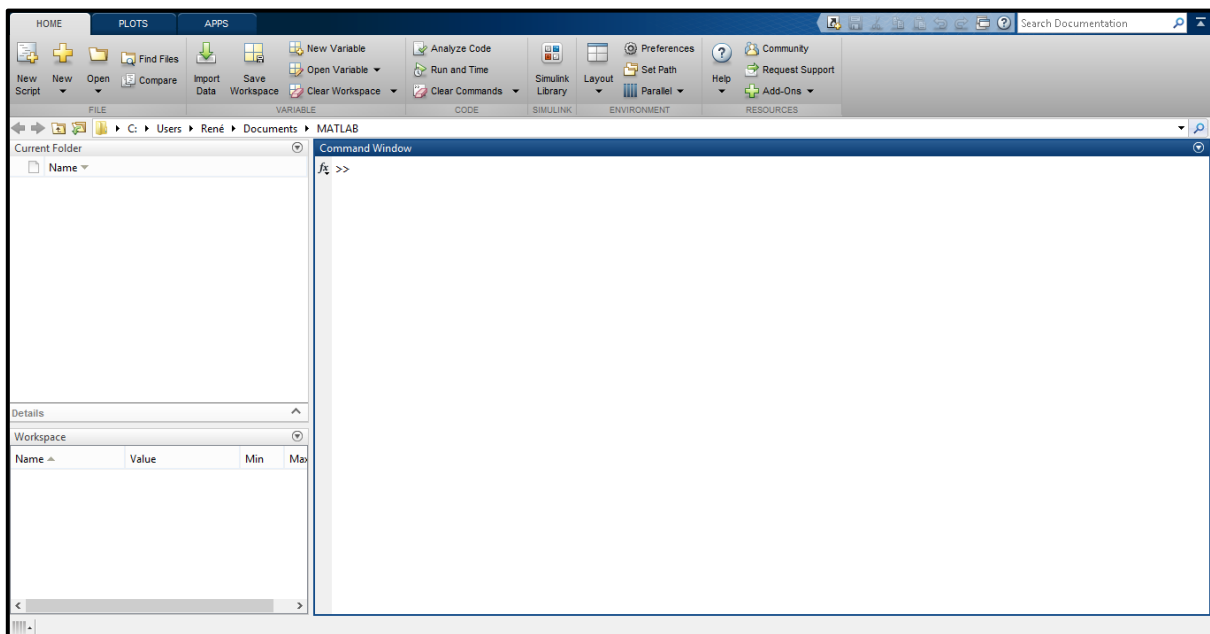 HOME PLOTS APPS Search Documentation
New Script New Open Find Files Compare Import Data Save Workspace New Variable Open Variable Clear Workspace Analyze Code Run and Time Clear Commands Simulink Library Layout Preferences Set Path Parallel Help Community Request Support Add-Ons
FILE VARIABLE CODE SIMULINK ENVIRONMENT RESOURCES
C: Users René Documents MATLAB
Current Folder Command Window
Name fx >>
Details
Workspace
Name Value Min Max